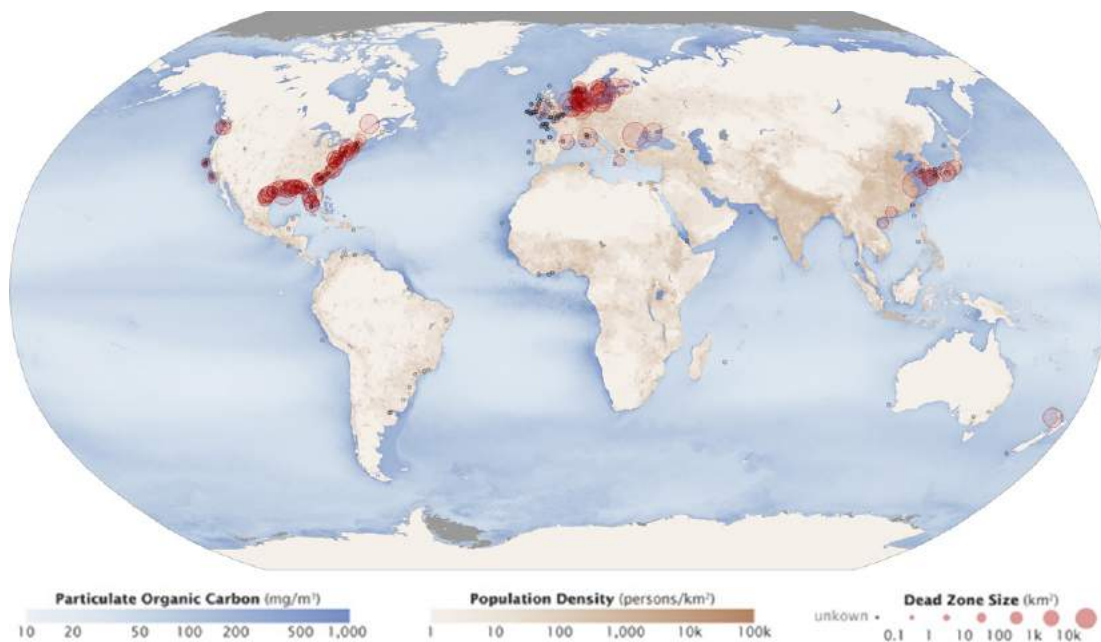 Particulate Organic Carbon (mg/m³)
10 20 50 100 200 500 1,000
Population Density (persons/km²)
1 10 100 1,000 10k 100k
Dead Zone Size (km²)
unkown
0.1 1 10 100 1k 10k